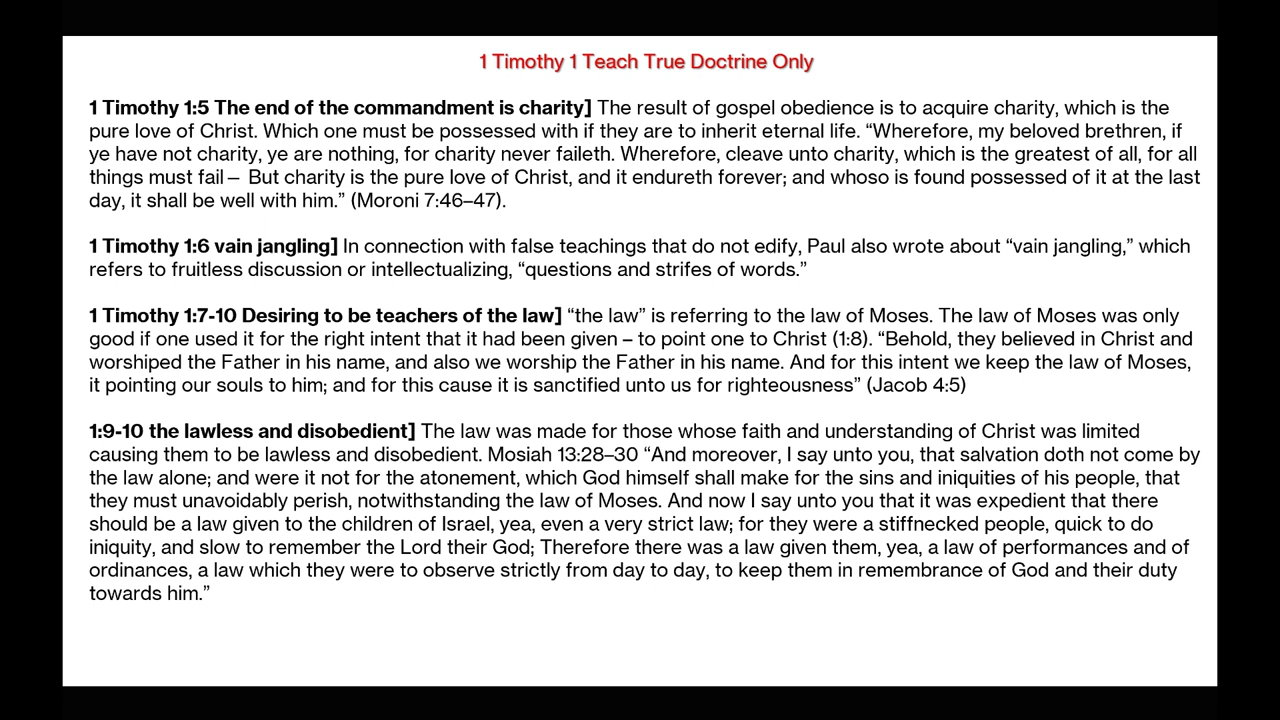 1 Timothy 1 Teach True Doctrine Only
1 Timothy 1:5 The end of the commandment is charity] The result of gospel obedience is to acquire charity, which is the
pure love of Christ. Which one must be possessed with if they are to inherit eternal life. “Wherefore, my beloved brethren, if
ye have not charity, ye are nothing, for charity never faileth. Wherefore, cleave unto charity, which is the greatest of all, for all
things must fail— But charity is the pure love of Christ, and it endureth forever; and whoso is found possessed of it at the last
day, it shall be well with him.” (Moroni 7:46–47).
1 Timothy 1:6 vain jangling] In connection with false teachings that do not edify, Paul also wrote about “vain jangling,” which
refers to fruitless discussion or intellectualizing, “questions and strifes of words.”
1 Timothy 1:7-10 Desiring to be teachers of the law] “the law” is referring to the law of Moses. The law of Moses was only
good if one used it for the right intent that it had been given – to point one to Christ (1:8). “Behold, they believed in Christ and
worshiped the Father in his name, and also we worship the Father in his name. And for this intent we keep the law of Moses,
it pointing our souls to him; and for this cause it is sanctified unto us for righteousness” (Jacob 4:5)
1:9-10 the lawless and disobedient] The law was made for those whose faith and understanding of Christ was limited
causing them to be lawless and disobedient. Mosiah 13:28–30 “And moreover, I say unto you, that salvation doth not come by
the law alone; and were it not for the atonement, which God himself shall make for the sins and iniquities of his people, that
they must unavoidably perish, notwithstanding the law of Moses. And now I say unto you that it was expedient that there
should be a law given to the children of Israel, yea, even a very strict law; for they were a stiffnecked people, quick to do
iniquity, and slow to remember the Lord their God; Therefore there was a law given them, yea, a law of performances and of
ordinances, a law which they were to observe strictly from day to day, to keep them in remembrance of God and their duty
towards him.”